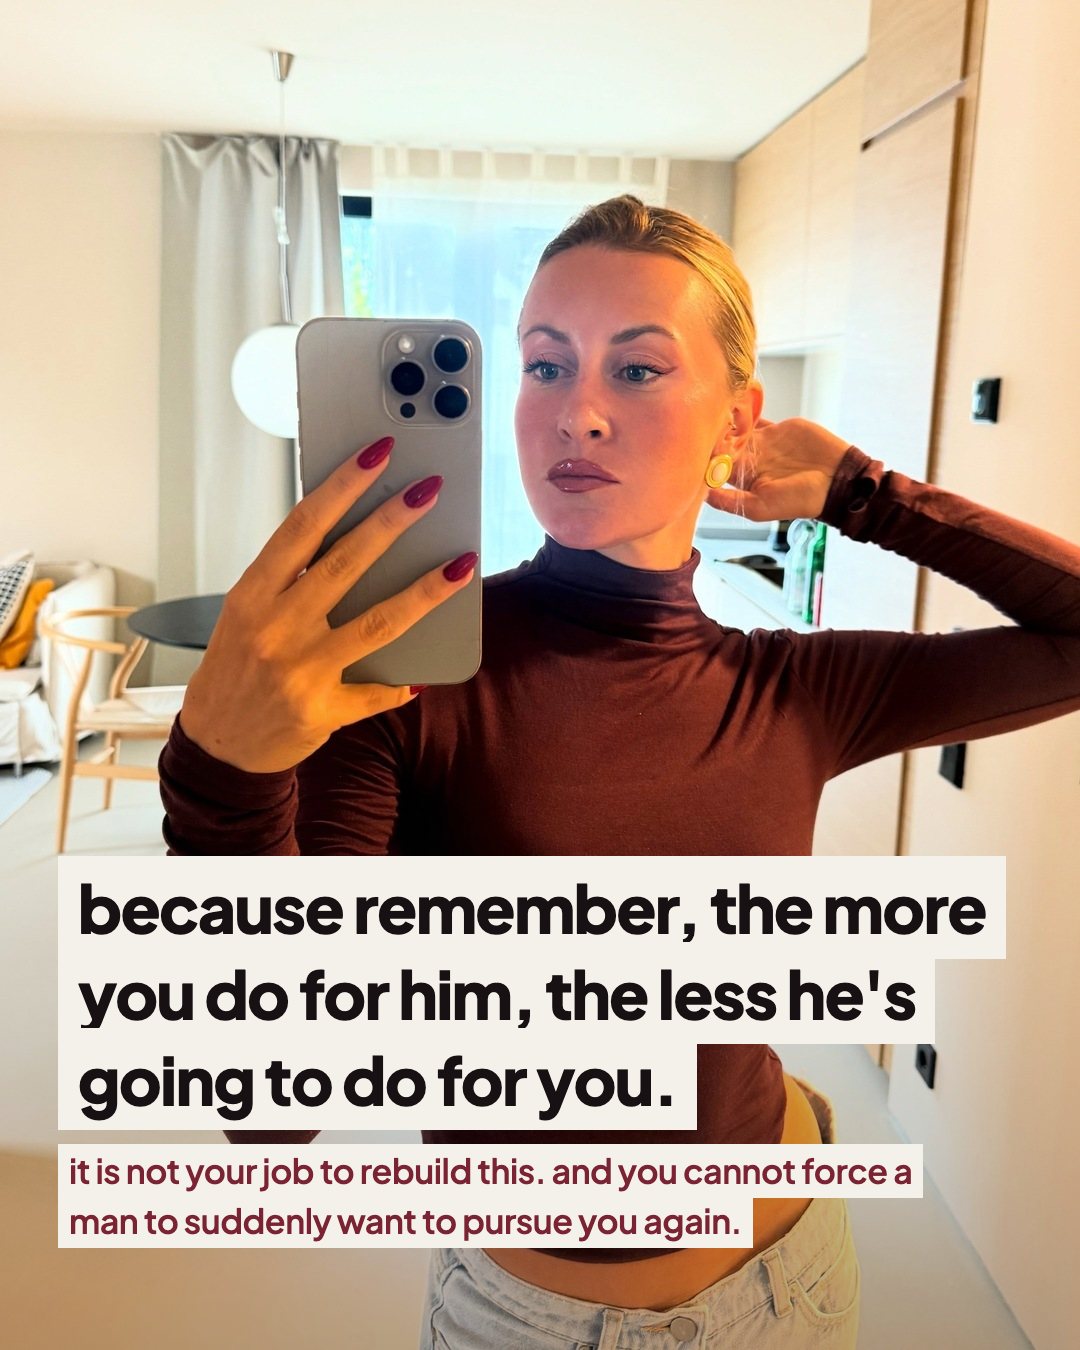 because remember, the more
you do for him, the less he's
going to do for you.
it is not your job to rebuild this. and you cannot force a
man to suddenly want to pursue you again.